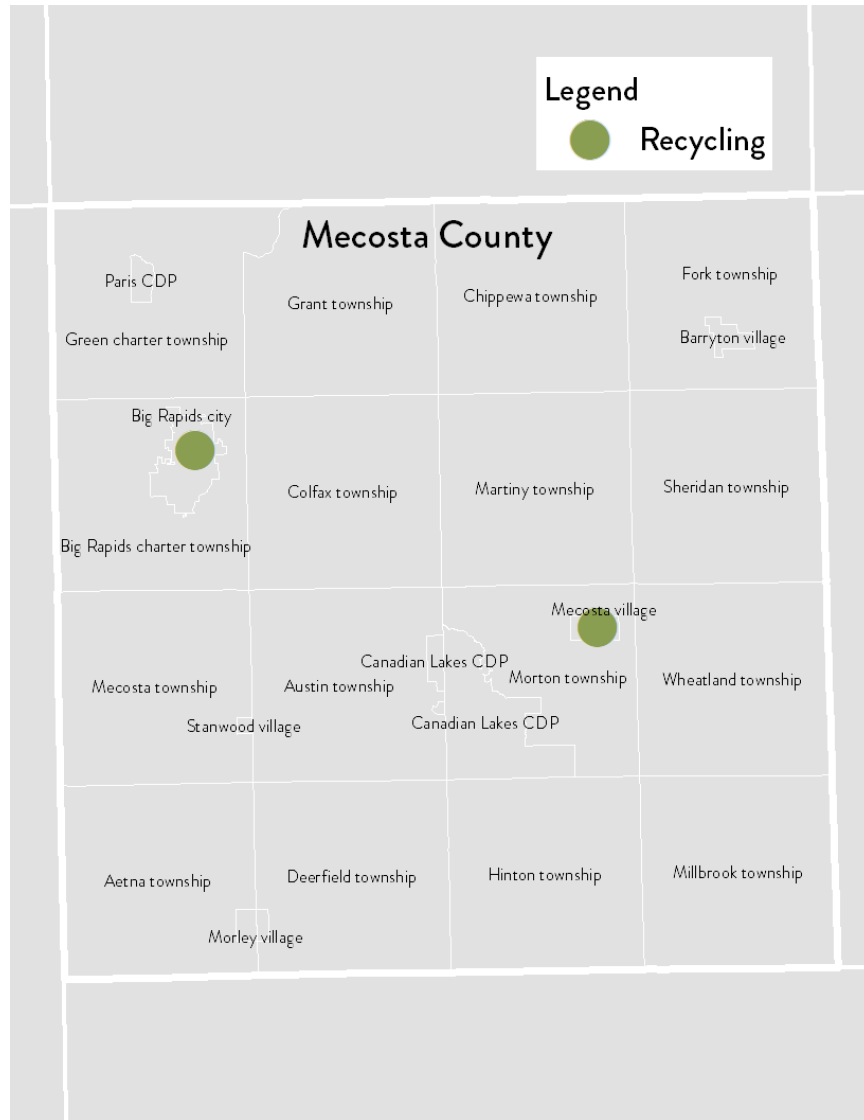 Legend
Recycling
Mecosta County
Fork township
Paris CDP
Grant township
Chippewa township
Green charter township
Barryton village
Big Rapids city
Colfax township
Martiny township
Sheridan township
Big Rapids charter township
Mecosta village
Canadian Lakes CDP
Mecosta township
Austin township
Morton township
Wheatland township
Stanwood village
Canadian Lakes CDP
Aetna township
Deerfield township
Hinton township
Millbrook township
Morley village